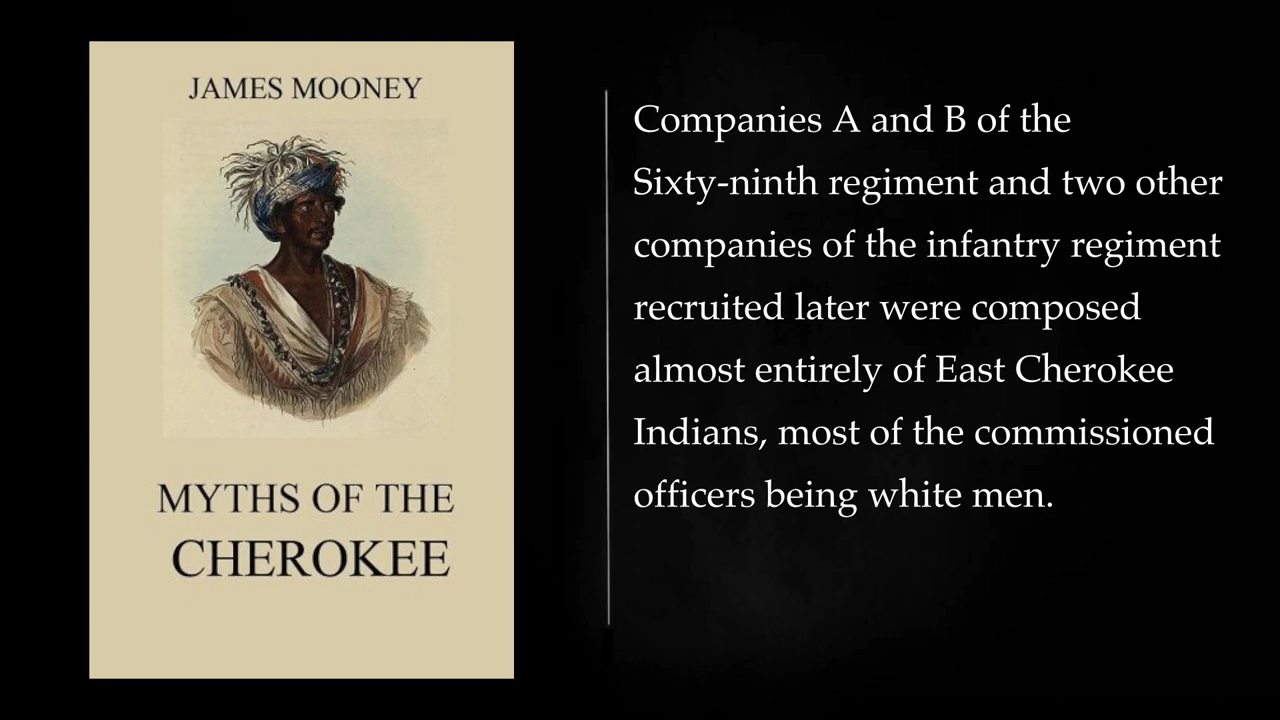 JAMES MOONEY
MYTHS OF THE
CHEROKEE
Companies A and B of the
Sixty-ninth regiment and two other
companies of the infantry regiment
recruited later were composed
almost entirely of East Cherokee
Indians, most of the commissioned
officers being white men.